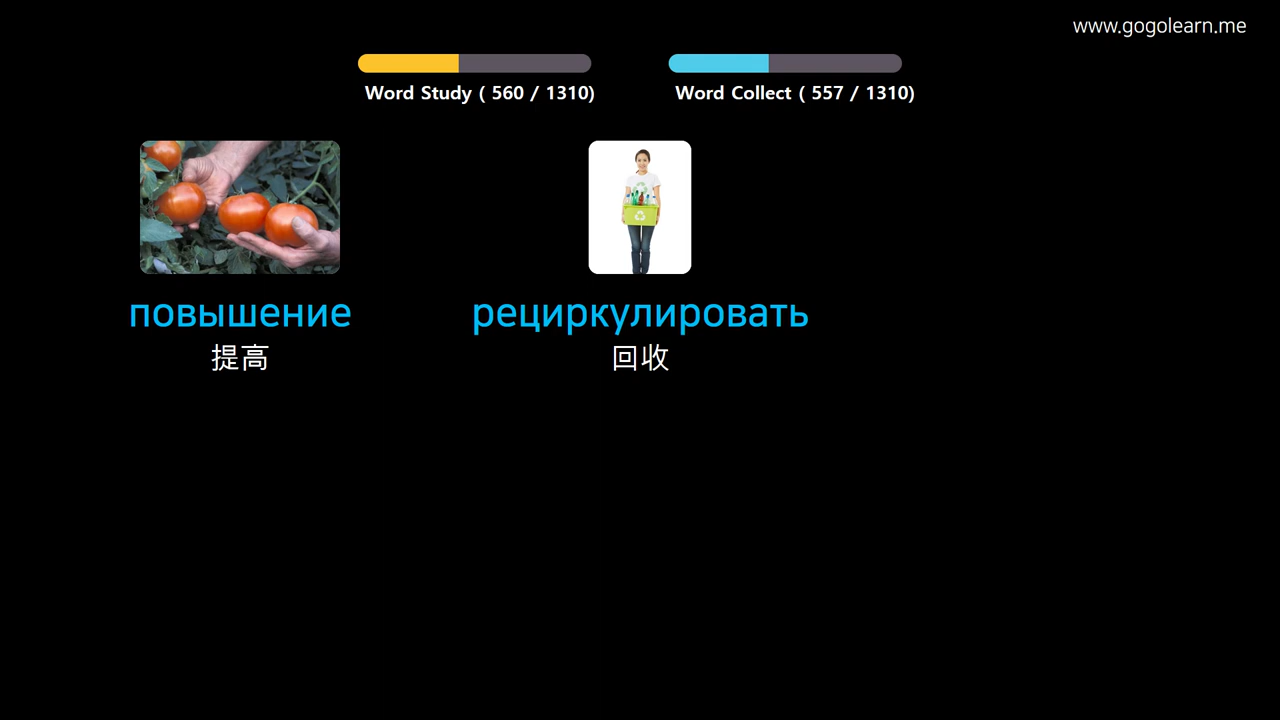 www.gogolearn.me
Word Study ( 560 / 1310)
Word Collect ( 557 / 1310)
повышение
提高
рециркулировать
回收